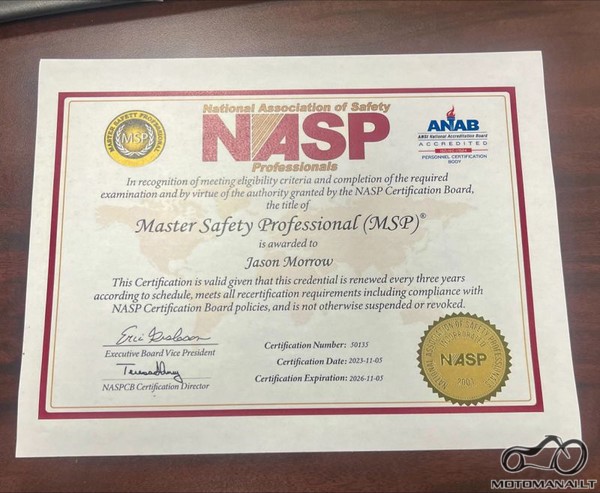 National Association of Safety
NASP
Professionals
MASTER SAFETY PROFESSIONAL
MSP
ANAB
ANSI National Accreditation Board
ACCREDITED
PERSONNEL CERTIFICATION
BODY
In recognition of meeting eligibility criteria and completion of the required
examination and by virtue of the authority granted by the NASP Certification Board,
the title of
Master Safety Professional (MSP)®
is awarded to
Jason Morrow
This Certification is valid given that this credential is renewed every three years
according to schedule, meets all recertification requirements including compliance with
NASP Certification Board policies, and is not otherwise suspended or revoked.
Executive Board Vice President
NASPCB Certification Director
Certification Number: 50135
Certification Date: 2023-11-05
Certification Expiration: 2026-11-05
NATIONAL ASSOCIATION OF SAFETY PROFESSIONALS
NASP
MOTOMANAI.LT